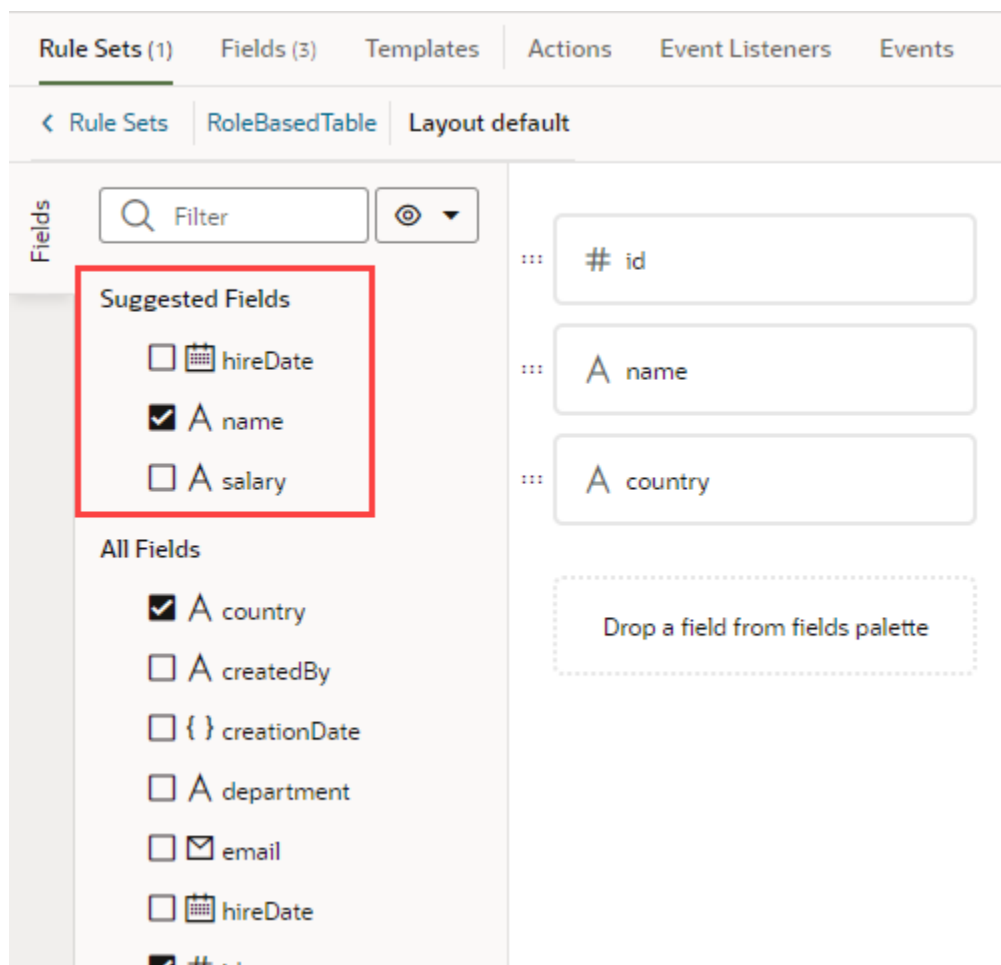 Rule Sets (1) Fields (3) Templates Actions Event Listeners Events
Rule Sets RoleBasedTable Layout default
Fields
Filter
Suggested Fields
hireDate
name
salary
All Fields
country
createdBy
{ } creationDate
department
email
hireDate
# id
name
country
Drop a field from fields palette